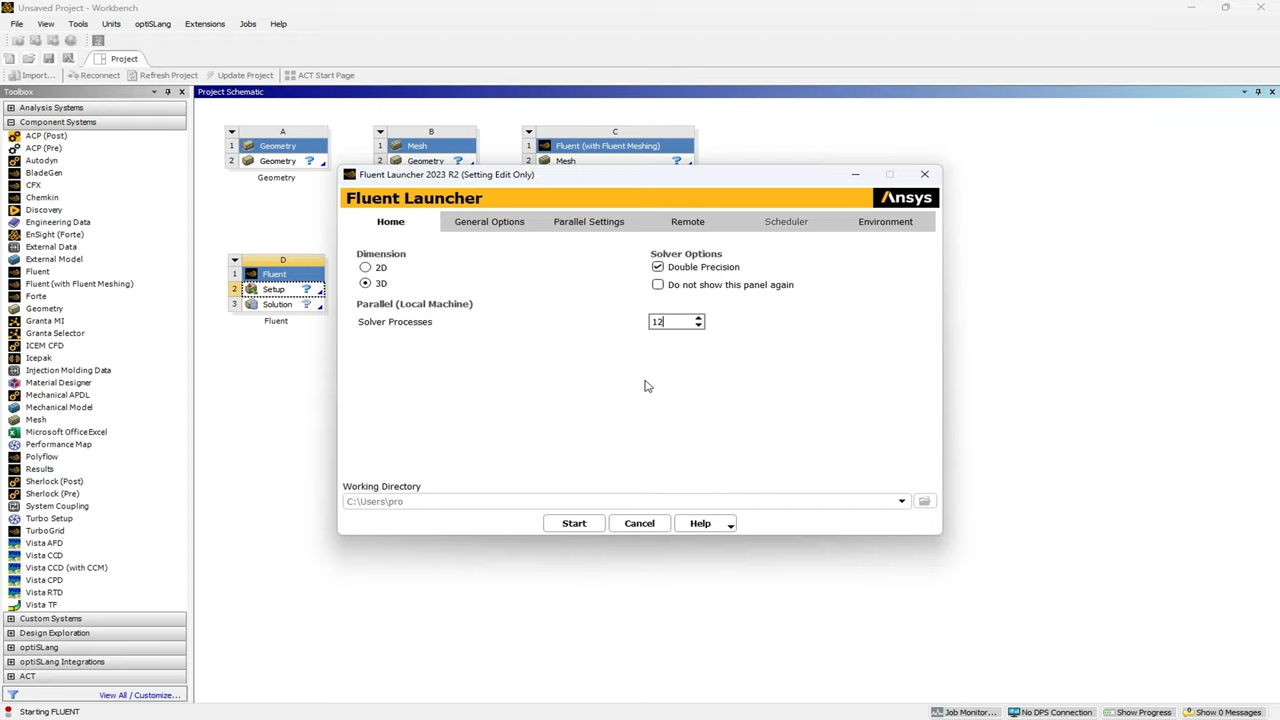 Unsaved Project - Workbench
File View Tools Units optiSLang Extensions Jobs Help
Project
Import... Reconnect Refresh Project Update Project ACT Start Page
Toolbox
Project Schematic
Analysis Systems
Component Systems
ACP (Post)
ACP (Pre)
Autodyn
BladeGen
CFX
Chemkin
Discovery
Engineering Data
EnSight (Forte)
External Data
External Model
Fluent
Fluent (with Fluent Meshing)
Forte
Geometry
Granta MI
Granta Selector
ICEM CFD
Icepak
Injection Molding Data
Material Designer
Mechanical APDL
Mechanical Model
Mesh
Microsoft Office Excel
Performance Map
Polyflow
Results
Sherlock (Post)
Sherlock (Pre)
System Coupling
Turbo Setup
TurboGrid
Vista AFD
Vista CCD
Vista CCD (with CCM)
Vista CPD
Vista RTD
Vista TF
Custom Systems
Design Exploration
optiSLang
optiSLang Integrations
ACT
View All / Customize...
A
1 Geometry
2 Geometry ?
Geometry
B
1 Mesh
2 Geometry ?
C
1 Fluent (with Fluent Meshing)
2 Mesh ?
D
1 Fluent
2 Setup ?
3 Solution ?
Fluent
Fluent Launcher 2023 R2 (Setting Edit Only)
Fluent Launcher
Ansys
Home General Options Parallel Settings Remote Scheduler Environment
Dimension
2D
3D
Solver Options
Double Precision
Do not show this panel again
Parallel (Local Machine)
Solver Processes 12
Working Directory
C:\Users\pro
Start Cancel Help
Starting FLUENT
Job Monitor... No DPS Connection Show Progress Show 0 Messages